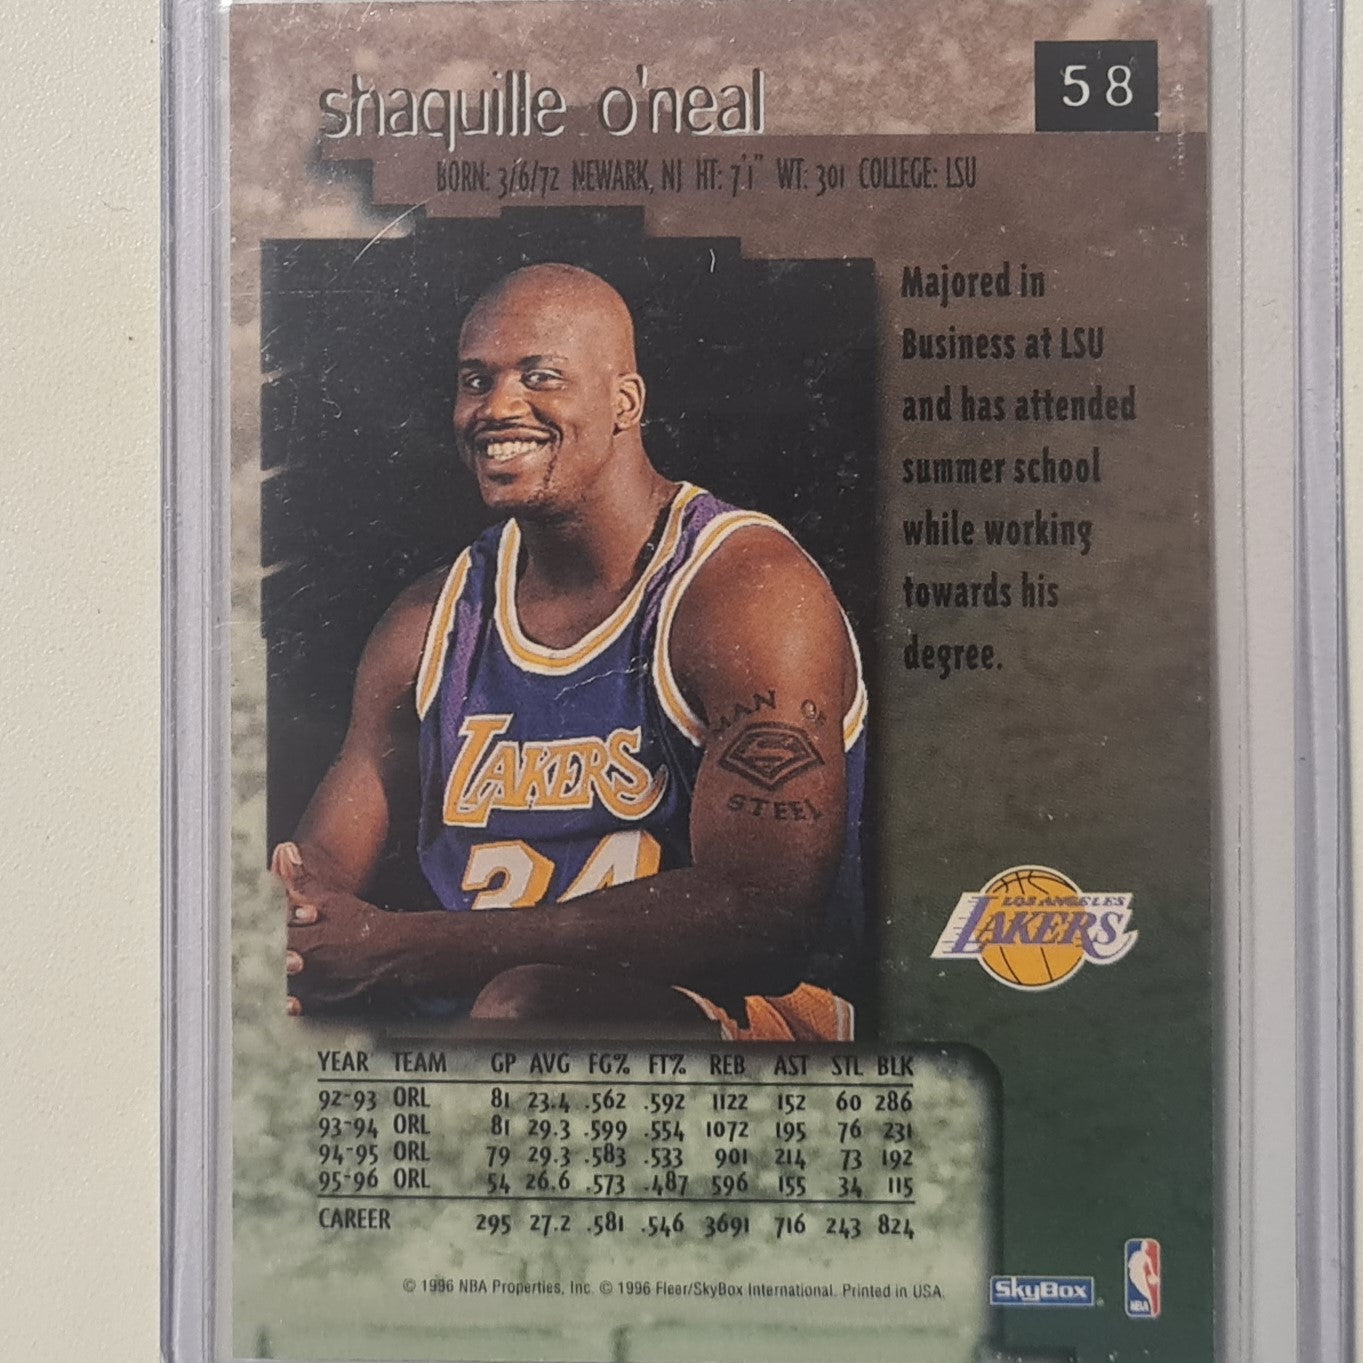 shaquille o'neal
58
BORN: 3/6/72 NEWARK, NJ HT: 7'1" WT: 301 COLLEGE: LSU
Majored in
Business at LSU
and has attended
summer school
while working
towards his
degree.
MAN OF
S
STEEL
LAKERS
34
LOS ANGELES
LAKERS
YEAR TEAM GP AVG FG% FT% REB AST STL BLK
92-93 ORL 81 23.4 .562 .592 1122 152 60 286
93-94 ORL 81 29.3 .599 .554 1072 195 76 231
94-95 ORL 79 29.3 .583 .533 901 214 73 192
95-96 ORL 54 26.6 .573 .487 596 155 34 115
CAREER 295 27.2 .581 .546 3691 716 243 824
© 1996 NBA Properties, Inc. © 1996 Fleer/SkyBox International. Printed in USA.
SkyBox
NBA